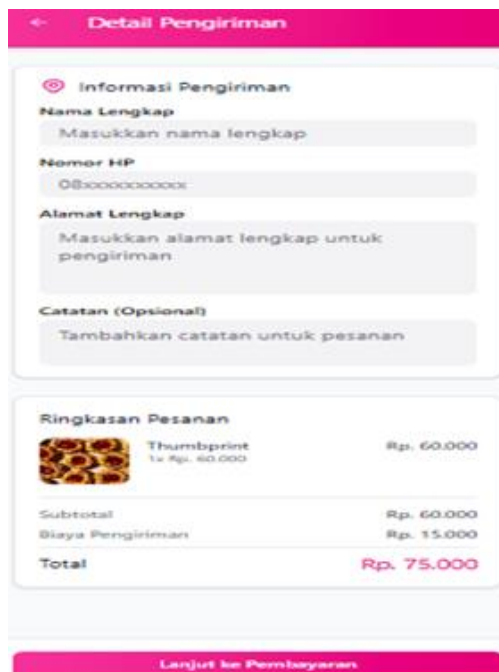 Detail Pengiriman
Informasi Pengiriman
Nama Lengkap
Masukkan nama lengkap
Nomor HP
08xxxxxxxxxx
Alamat Lengkap
Masukkan alamat lengkap untuk
pengiriman
Catatan (Opsional)
Tambahkan catatan untuk pesanan
Ringkasan Pesanan
Thumbprint Rp. 60.000
1x Rp. 60.000
Subtotal Rp. 60.000
Biaya Pengiriman Rp. 15.000
Total Rp. 75.000
Lanjut ke Pembayaran